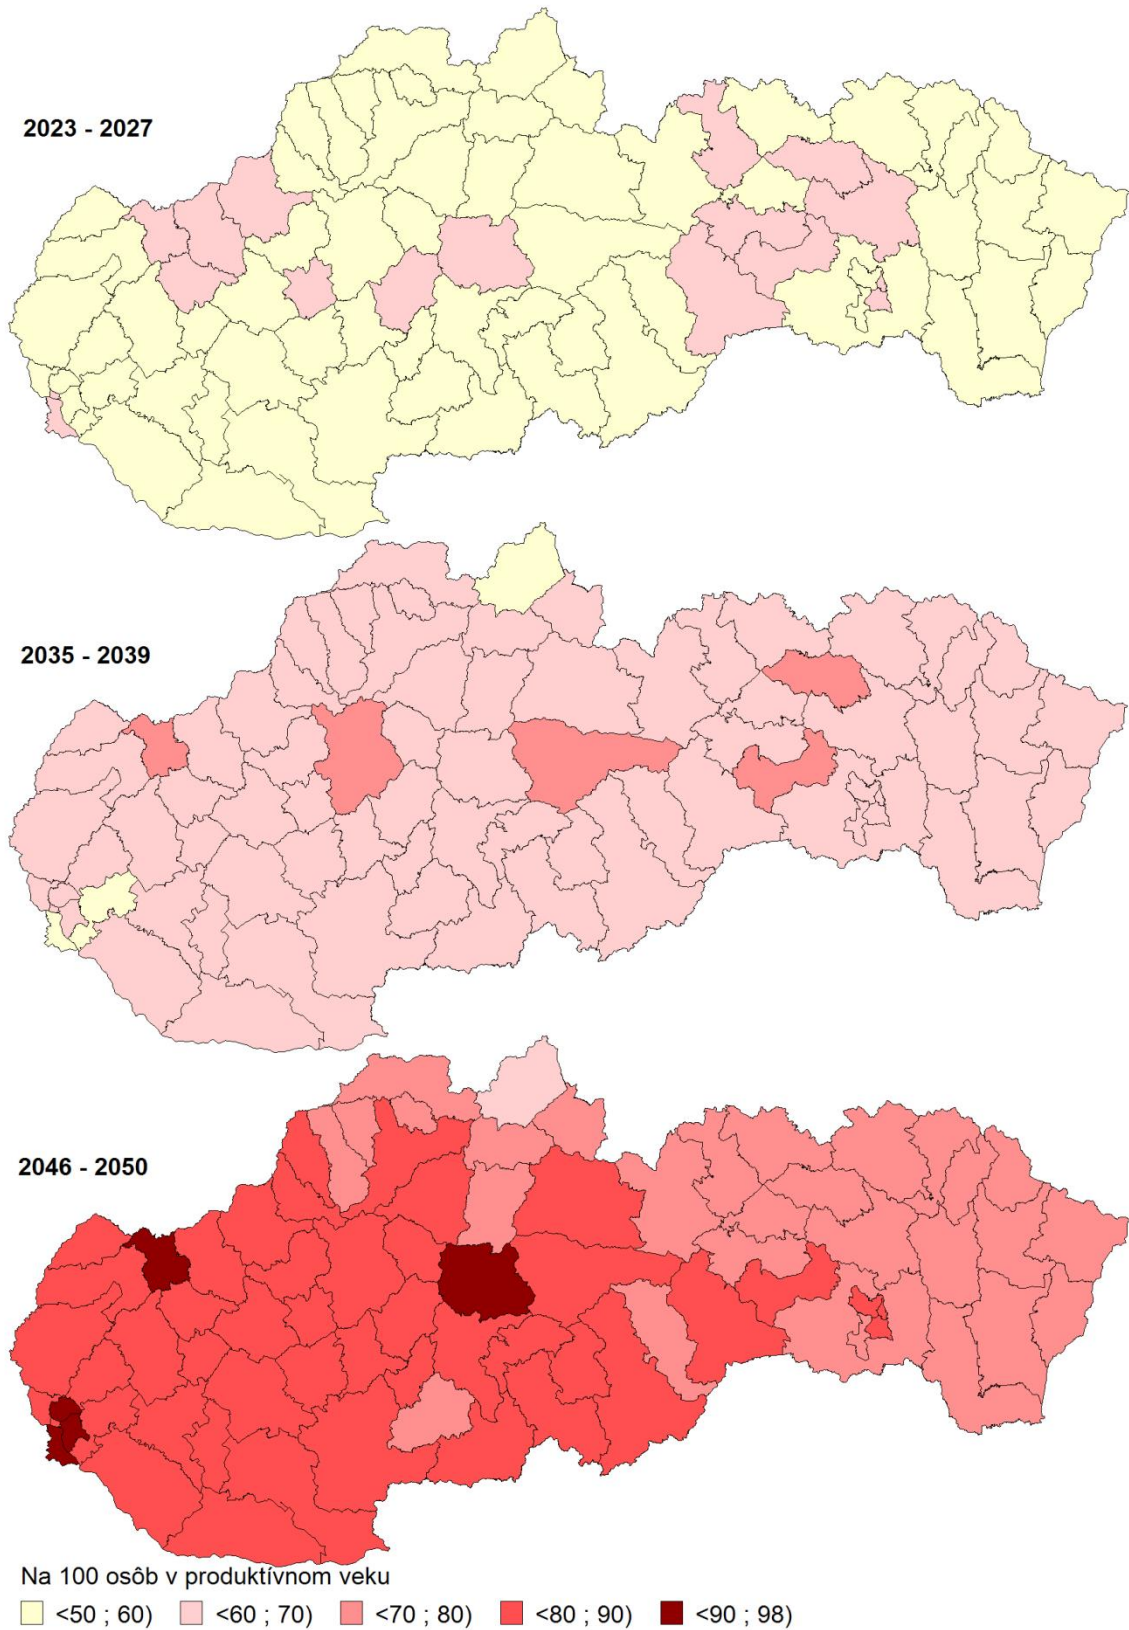 2023 - 2027
2035 - 2039
2046 - 2050
Na 100 osôb v produktívnom veku
<50 ; 60) <60 ; 70) <70 ; 80) <80 ; 90) <90 ; 98)